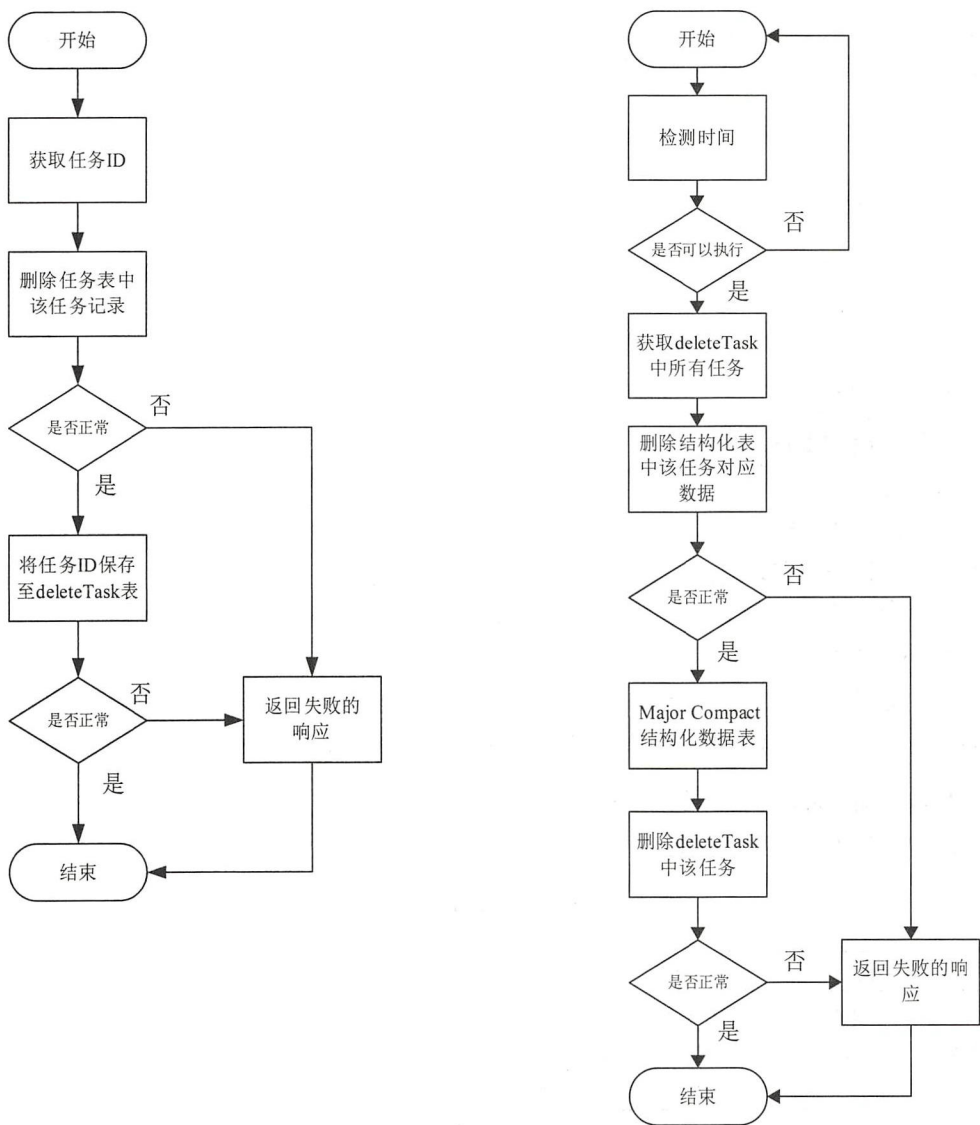 开始
获取任务ID
删除任务表中
该任务记录
是否正常
否
是
将任务ID保存
至deleteTask表
是否正常
否
是
返回失败的
响应
结束
开始
检测时间
是否可以执行
否
是
获取deleteTask
中所有任务
删除结构化表
中该任务对应
数据
是否正常
否
是
Major Compact
结构化数据表
删除deleteTask
中该任务
是否正常
否
是
返回失败的响
应
结束